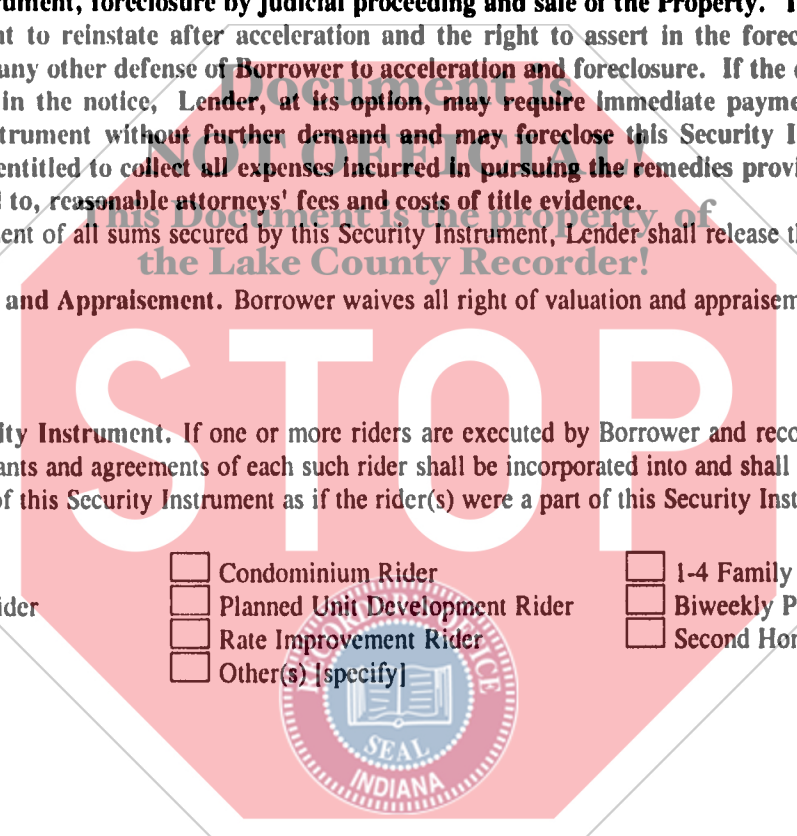 rument, foreclosure by judicial proceeding and sale of the Property.
nt to reinstate after acceleration and the right to assert in the forec
any other defense of Borrower to acceleration and foreclosure. If the
Document is
in the notice, Lender, at its option, may require immediate payme
trument without further demand and may foreclose this Security I
NOT OFFICIAL!
entitled to collect all expenses incurred in pursuing the remedies provi
l to, reasonable attorneys' fees and costs of title evidence.
This Document is the property of
ent of all sums secured by this Security Instrument, Lender shall release th
the Lake County Recorder!
and Appraisement. Borrower waives all right of valuation and appraisem
STOP
ity Instrument. If one or more riders are executed by Borrower and reco
ants and agreements of each such rider shall be incorporated into and shall
of this Security Instrument as if the rider(s) were a part of this Security Inst
Condominium Rider 1-4 Family
ider Planned Unit Development Rider Biweekly P
Rate Improvement Rider Second Hom
Other(s) [specify]
RECORDER'S OFFICE
SEAL
INDIANA